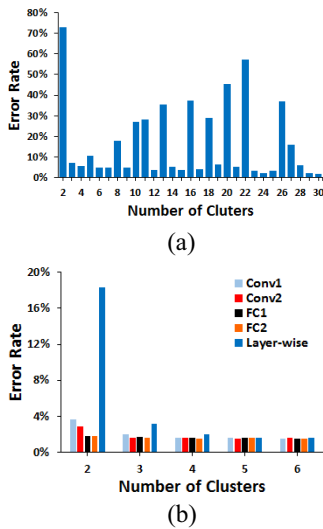 80%
70%
60%
50%
40%
30%
20%
10%
0%
Error Rate
2 4 6 8 10 12 14 16 18 20 22 24 26 28 30
Number of Cluters
(a)
20%
16%
12%
8%
4%
0%
Error Rate
Conv1
Conv2
FC1
FC2
Layer-wise
2 3 4 5 6
Number of Clusters
(b)